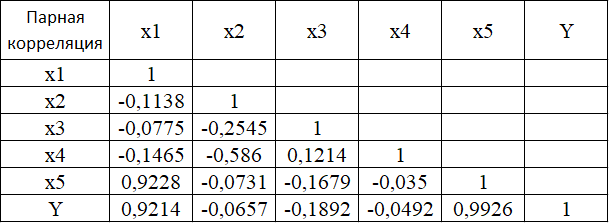 Парная корреляция x1 x2 x3 x4 x5 Y
x1 1
x2 -0,1138 1
x3 -0,0775 -0,2545 1
x4 -0,1465 -0,586 0,1214 1
x5 0,9228 -0,0731 -0,1679 -0,035 1
Y 0,9214 -0,0657 -0,1892 -0,0492 0,9926 1